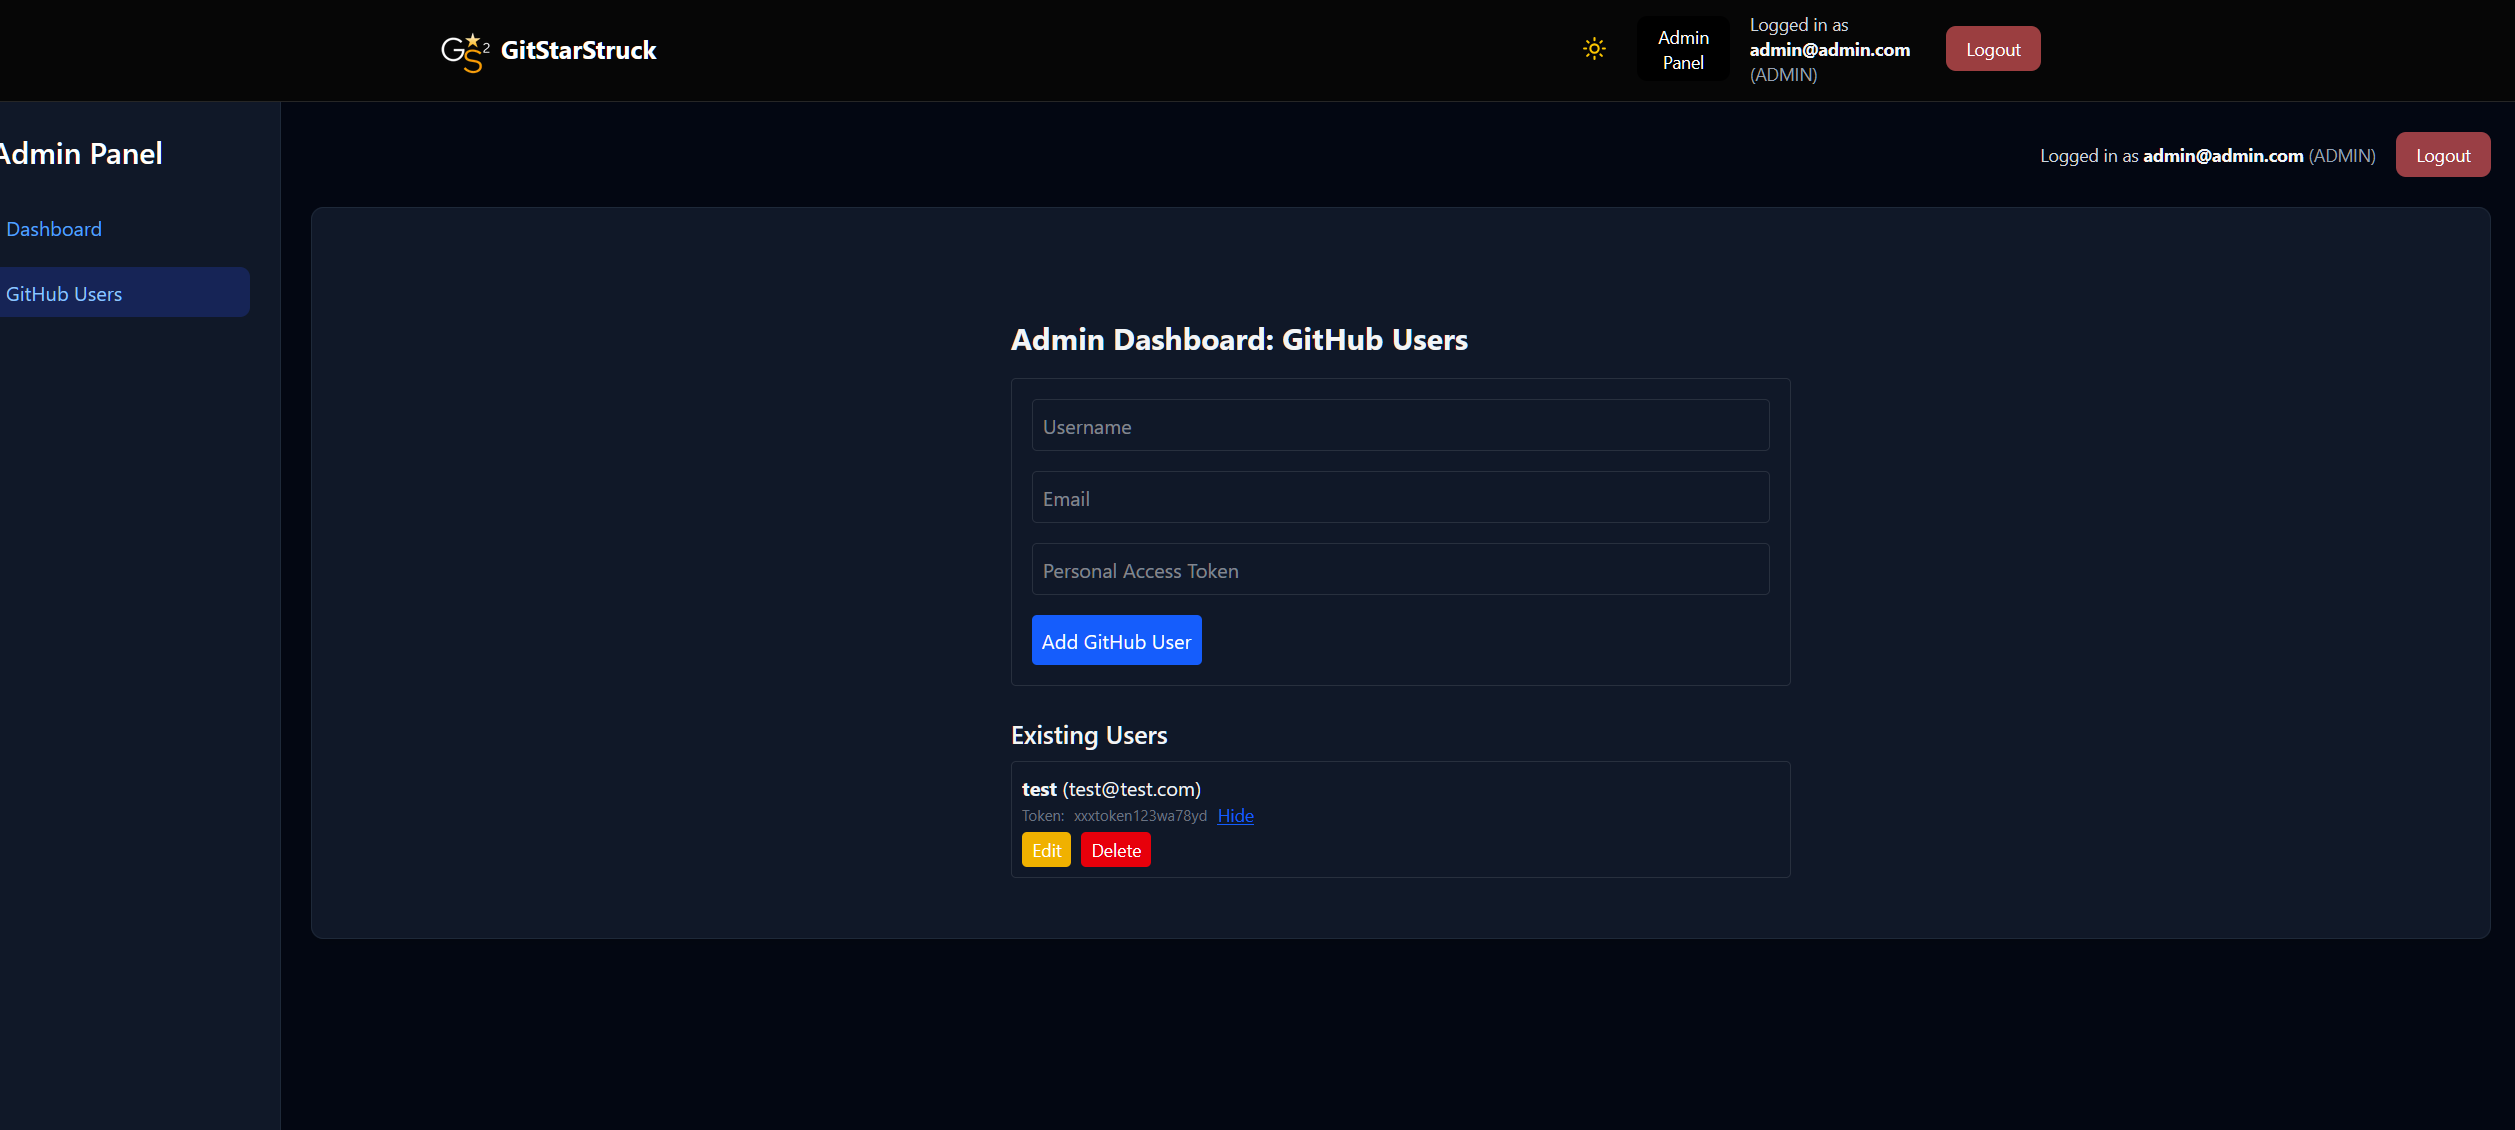 GS2 GitStarStruck
Admin
Panel
Logged in as
admin@admin.com
(ADMIN)
Logout
Admin Panel
Dashboard
GitHub Users
Logged in as admin@admin.com (ADMIN)
Logout
Admin Dashboard: GitHub Users
Username
Email
Personal Access Token
Add GitHub User
Existing Users
test (test@test.com)
Token: xxxtoken123wa78yd Hide
Edit Delete